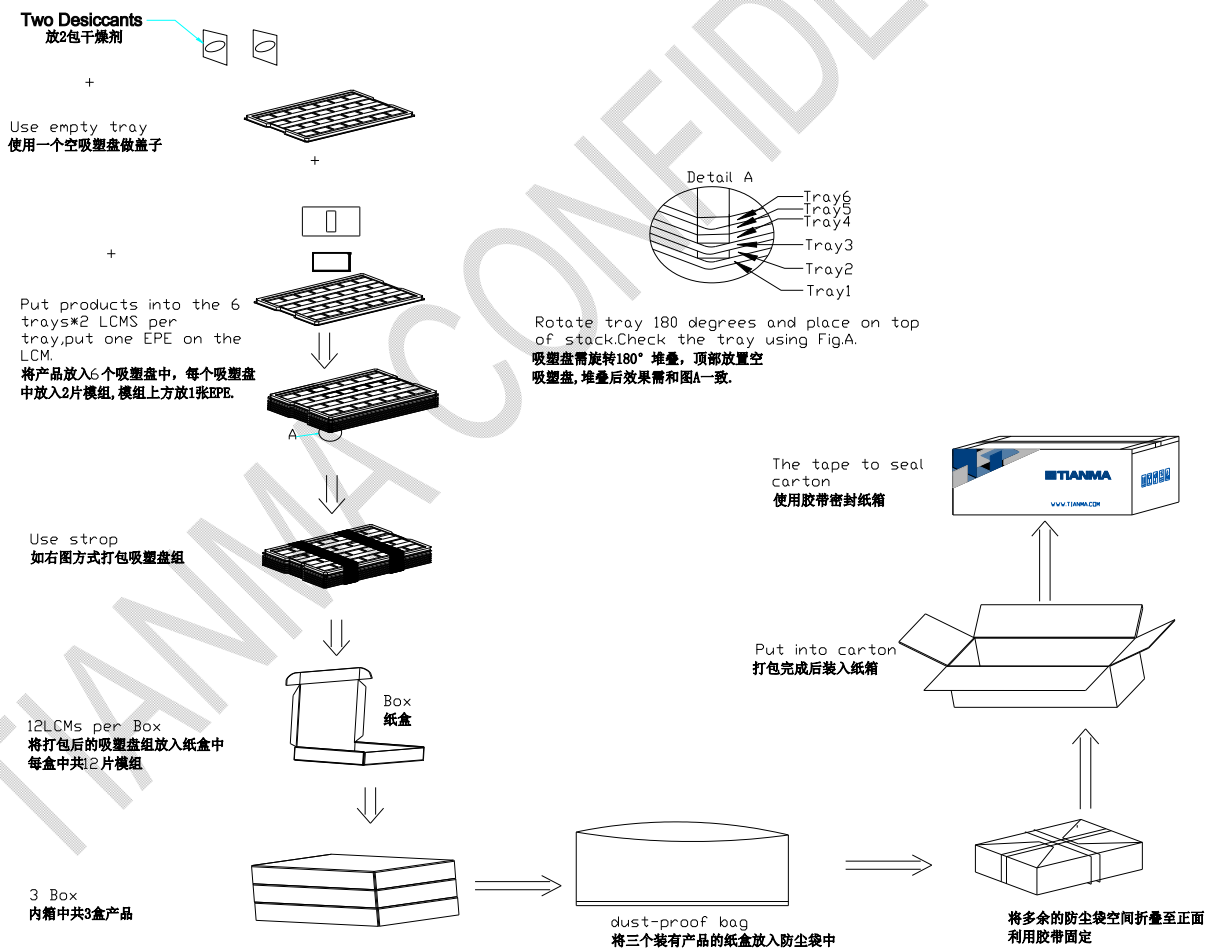 Two Desiccants
放2包干燥剂
+
Use empty tray
使用一个空吸塑盘做盖子
+
+
Put products into the 6
trays*2 LCMS per
tray,put one EPE on the
LCM.
将产品放入6个吸塑盘中，每个吸塑盘
中放入2片模组,模组上方放1张EPE.
A
Detail A
Tray6
Tray5
Tray4
Tray3
Tray2
Tray1
Rotate tray 180 degrees and place on top
of stack.Check the tray using Fig.A.
吸塑盘需旋转180°堆叠，顶部放置空
吸塑盘,堆叠后效果需和图A一致.
Use strop
如右图方式打包吸塑盘组
12LCMs per Box
将打包后的吸塑盘组放入纸盒中
每盒中共12片模组
Box
纸盒
3 Box
内箱中共3盒产品
dust-proof bag
将三个装有产品的纸盒放入防尘袋中
将多余的防尘袋空间折叠至正面
利用胶带固定
Put into carton
打包完成后装入纸箱
The tape to seal
carton
使用胶带密封纸箱
TIANMA
WWW.TIANMA.COM
TIANMA CONFIDE